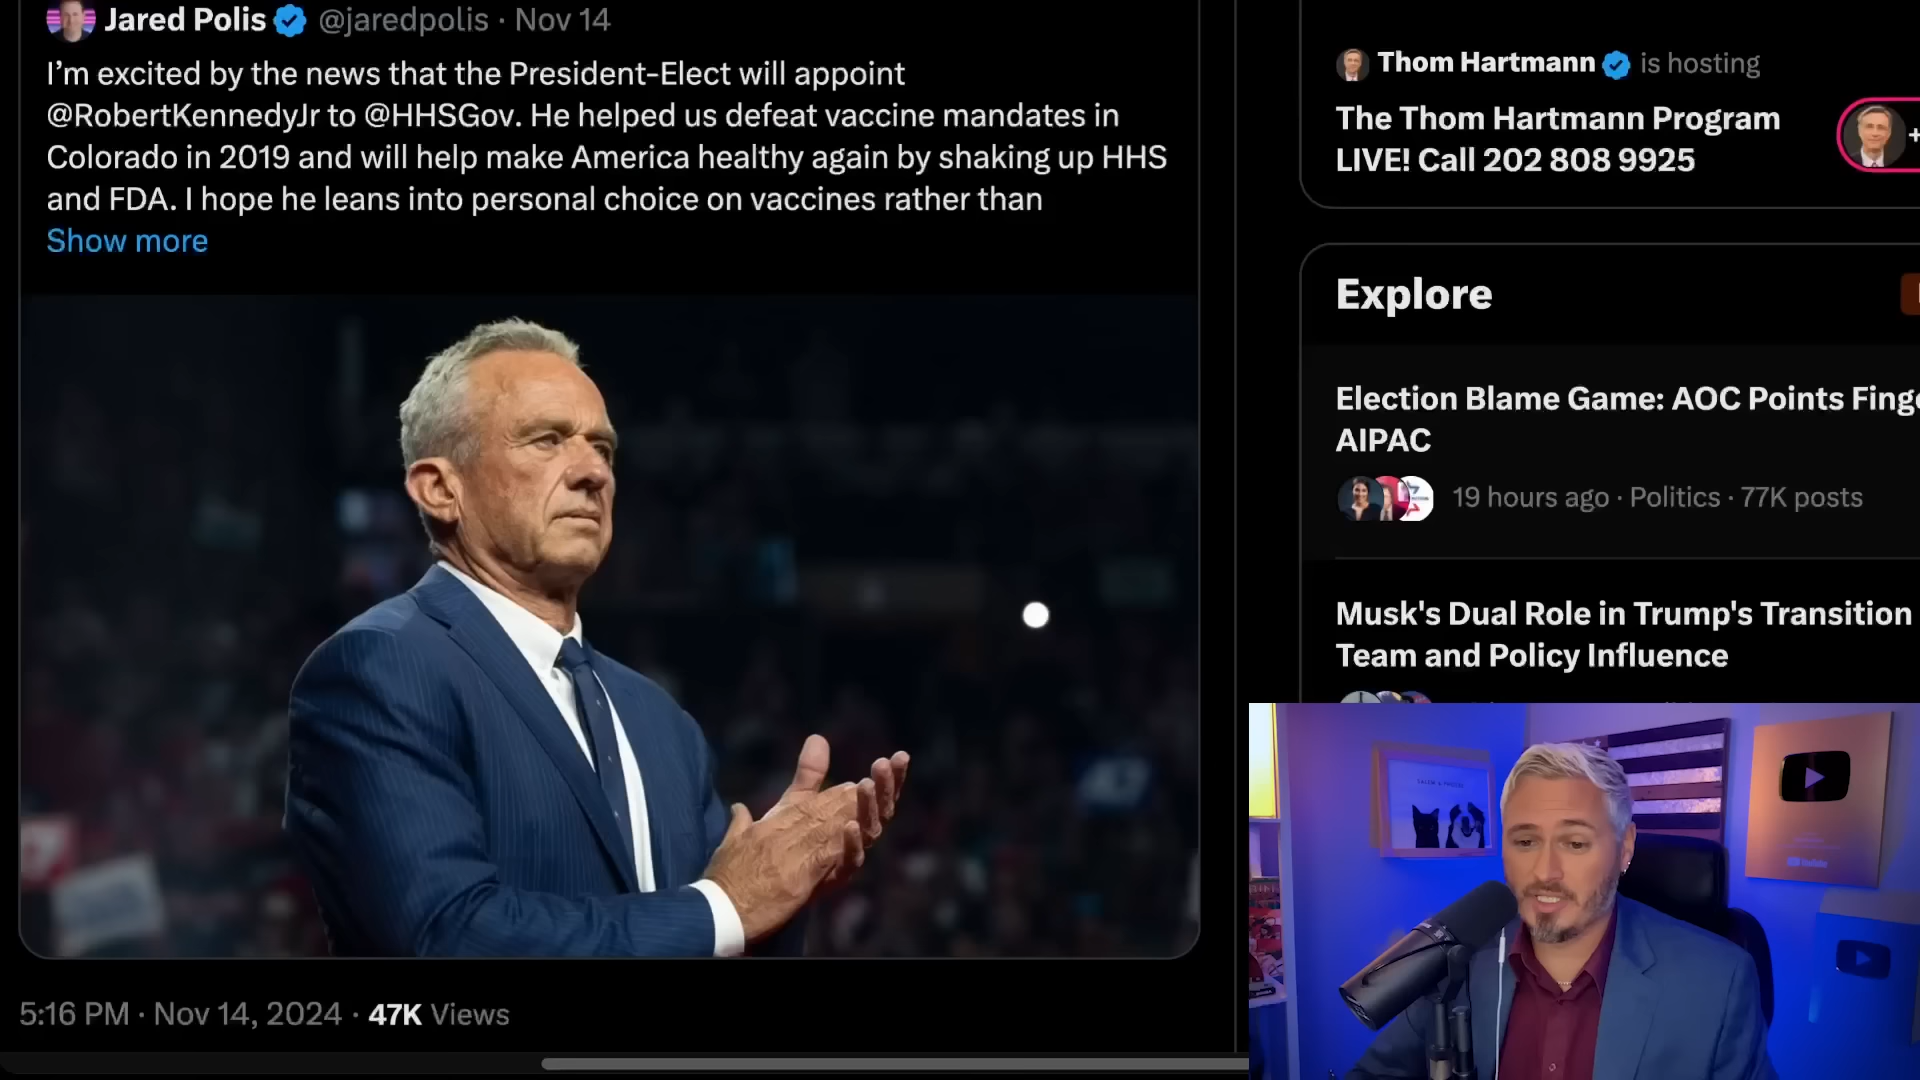 Jared Polis @jaredpolis · Nov 14
I'm excited by the news that the President-Elect will appoint
@RobertKennedyJr to @HHSGov. He helped us defeat vaccine mandates in
Colorado in 2019 and will help make America healthy again by shaking up HHS
and FDA. I hope he leans into personal choice on vaccines rather than
Show more
47
5:16 PM · Nov 14, 2024 · 47K Views
Thom Hartmann is hosting
The Thom Hartmann Program
LIVE! Call 202 808 9925
+
Explore
Election Blame Game: AOC Points
AIPAC
19 hours ago · Politics · 77K posts
Musk's Dual Role in Trump's Transition
Team and Policy Influence